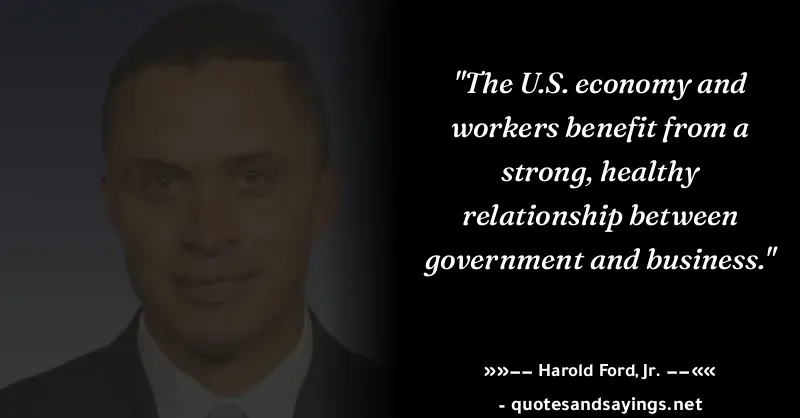 "The U.S. economy and
workers benefit from a
strong, healthy
relationship between
government and business."
»»−− Harold Ford, Jr. −−««
- quotesandsayings.net